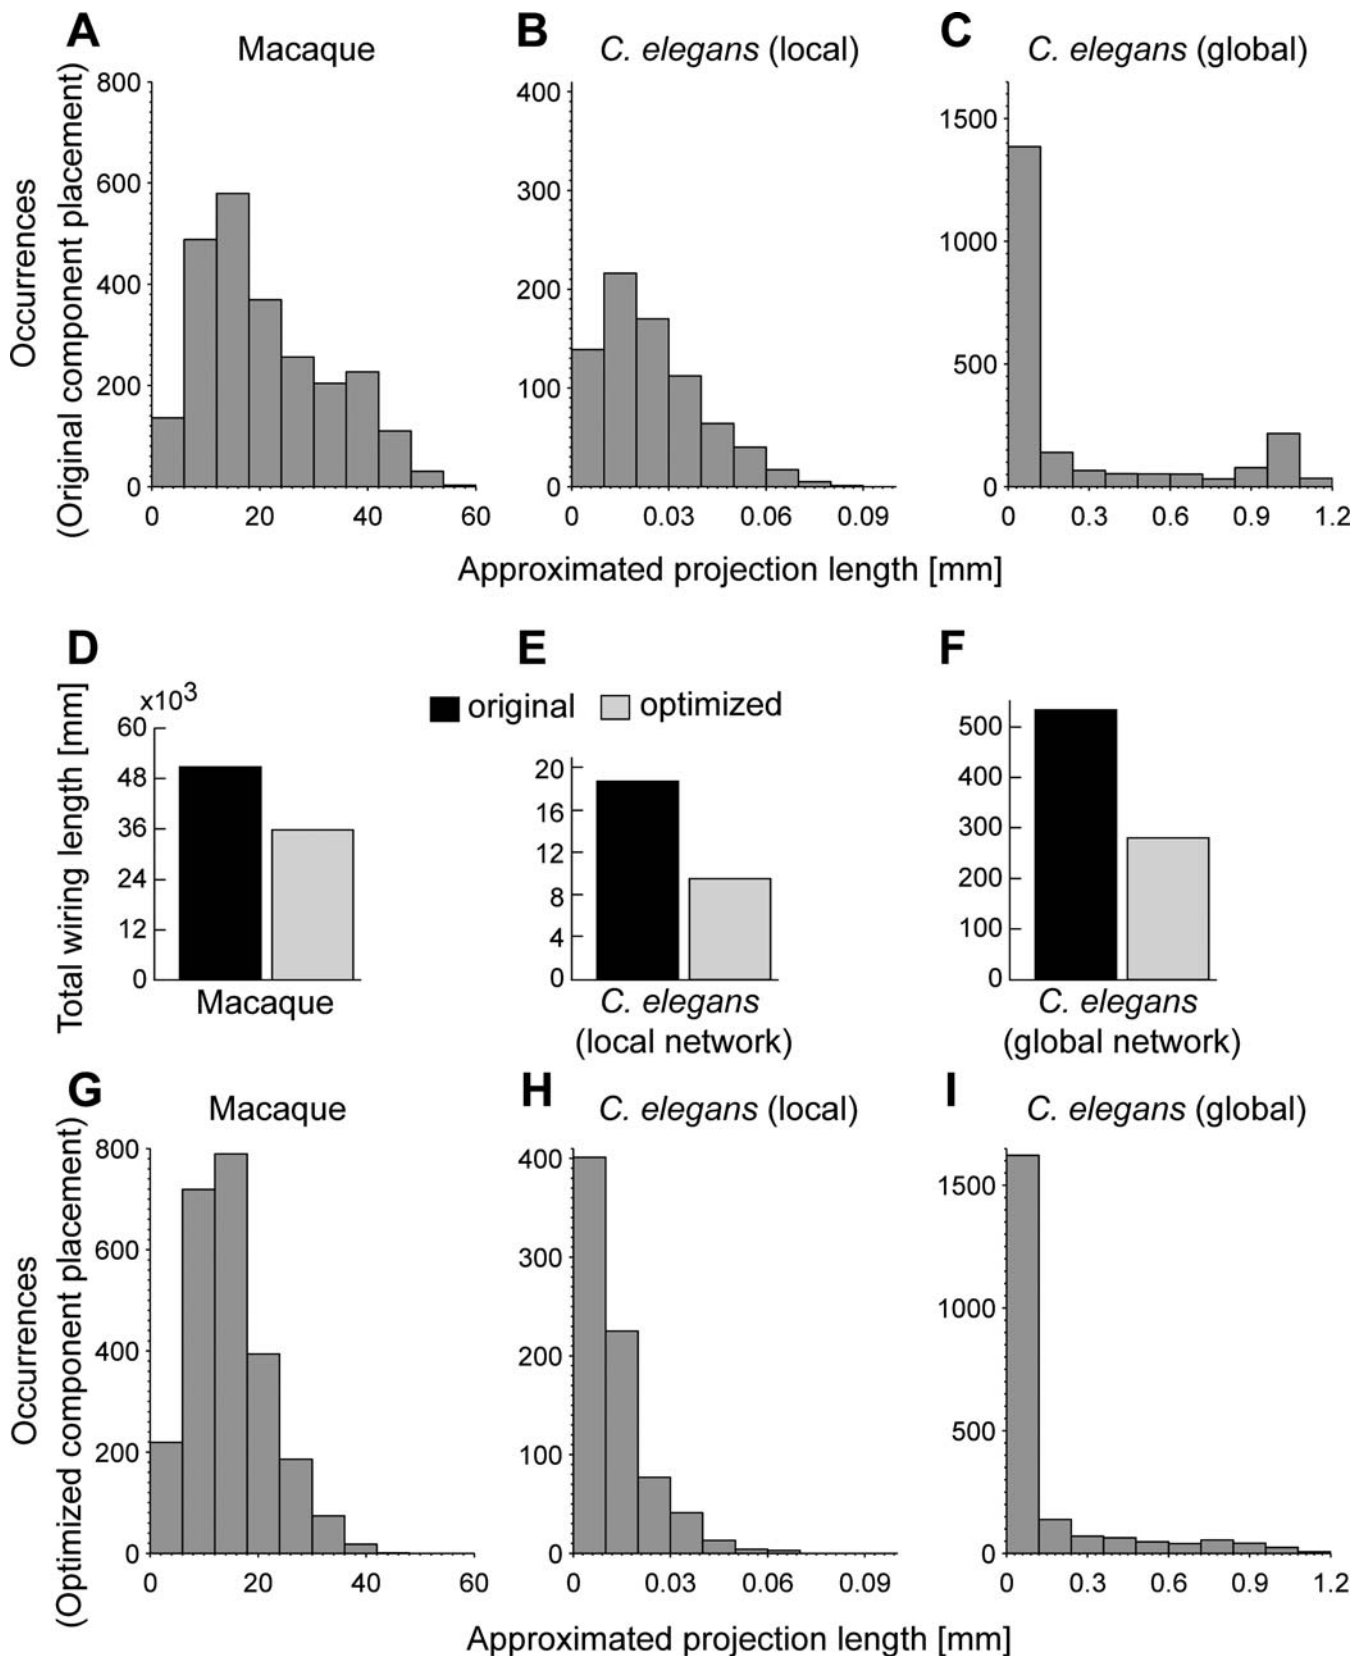 A
Macaque
B
C. elegans (local)
C
C. elegans (global)
Occurrences
(Original component placement)
800
600
400
200
0
0 20 40 60
400
300
200
100
0
0 0.03 0.06 0.09
1500
1000
500
0
0 0.3 0.6 0.9 1.2
Approximated projection length [mm]
D
E
F
Total wiring length [mm]
x10³
original
optimized
60
48
36
24
12
0
Macaque
20
16
12
8
4
0
C. elegans
(local network)
500
400
300
200
100
0
C. elegans
(global network)
G
Macaque
H
C. elegans (local)
I
C. elegans (global)
Occurrences
(Optimized component placement)
800
600
400
200
0
0 20 40 60
400
300
200
100
0
0 0.03 0.06 0.09
1500
1000
500
0
0 0.3 0.6 0.9 1.2
Approximated projection length [mm]